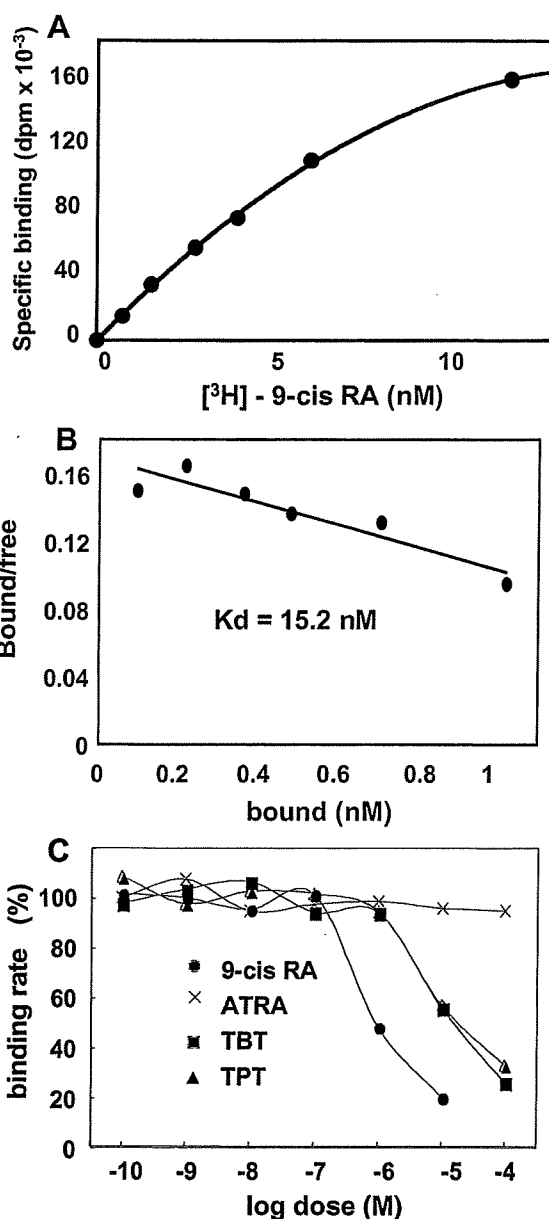 A
Specific binding (dpm x 10⁻³)
160
120
80
40
0
0 5 10
[³H] - 9-cis RA (nM)
B
Bound/free
0.16
0.12
0.08
0.04
0
Kd = 15.2 nM
0 0.2 0.4 0.6 0.8 1
bound (nM)
C
binding rate (%)
100
80
60
40
20
0
9-cis RA
ATRA
TBT
TPT
-10 -9 -8 -7 -6 -5 -4
log dose (M)